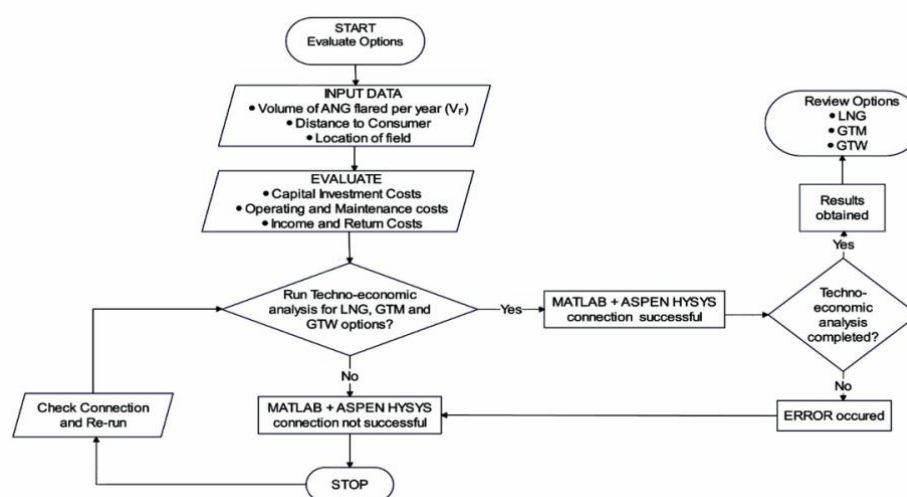 START
Evaluate Options
INPUT DATA
• Volume of ANG flared per year (VF)
• Distance to Consumer
• Location of field
EVALUATE
• Capital Investment Costs
• Operating and Maintenance costs
• Income and Return Costs
Run Techno-economic
analysis for LNG, GTM and
GTW options?
Yes
MATLAB + ASPEN HYSYS
connection successful
Techno-
economic
analysis
completed?
Yes
Results
obtained
Review Options
• LNG
• GTM
• GTW
No
ERROR occured
No
MATLAB + ASPEN HYSYS
connection not successful
STOP
Check Connection
and Re-run